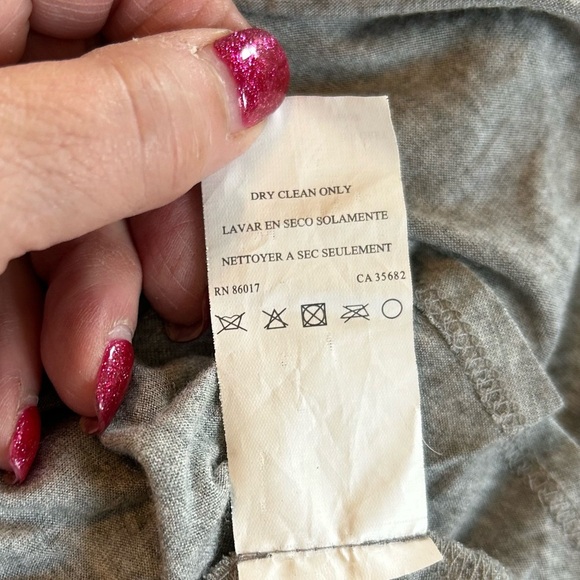 DRY CLEAN ONLY
LAVAR EN SECO SOLAMENTE
NETTOYER A SEC SEULEMENT
RN 86017 CA 35682